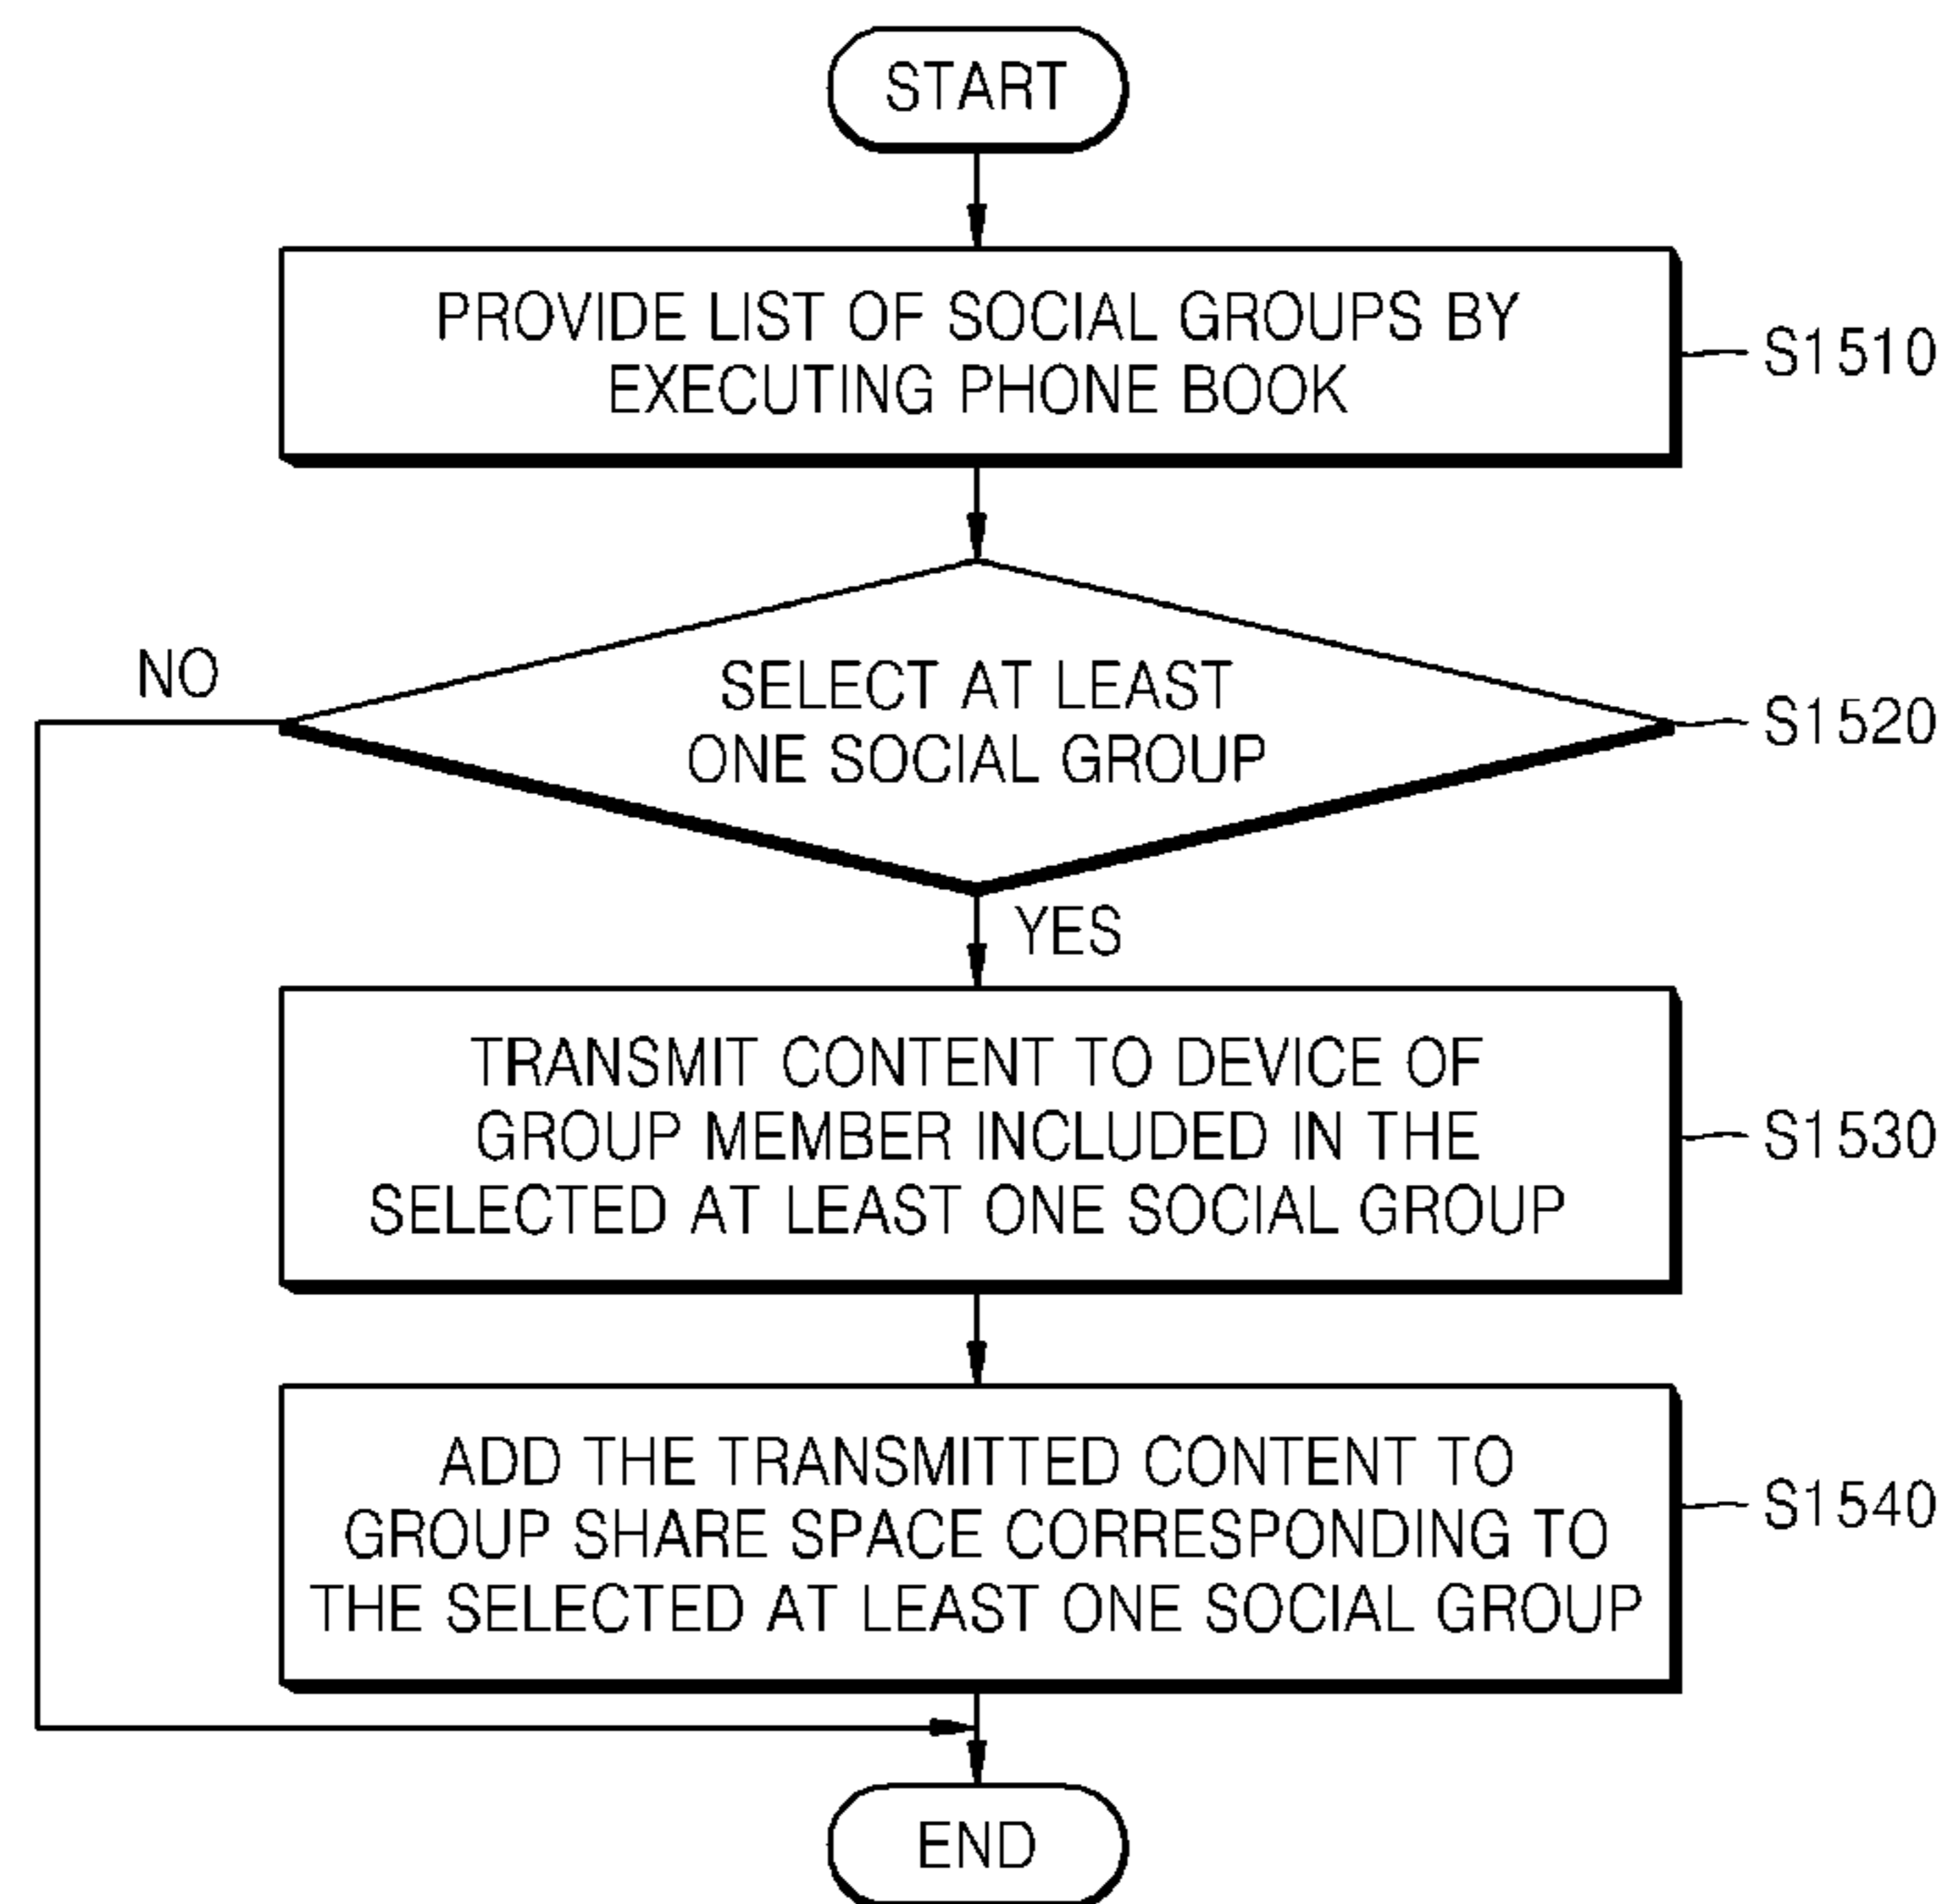 START
PROVIDE LIST OF SOCIAL GROUPS BY
EXECUTING PHONE BOOK
S1510
NO
SELECT AT LEAST
ONE SOCIAL GROUP
S1520
YES
TRANSMIT CONTENT TO DEVICE OF
GROUP MEMBER INCLUDED IN THE
SELECTED AT LEAST ONE SOCIAL GROUP
S1530
ADD THE TRANSMITTED CONTENT TO
GROUP SHARE SPACE CORRESPONDING TO
THE SELECTED AT LEAST ONE SOCIAL GROUP
S1540
END